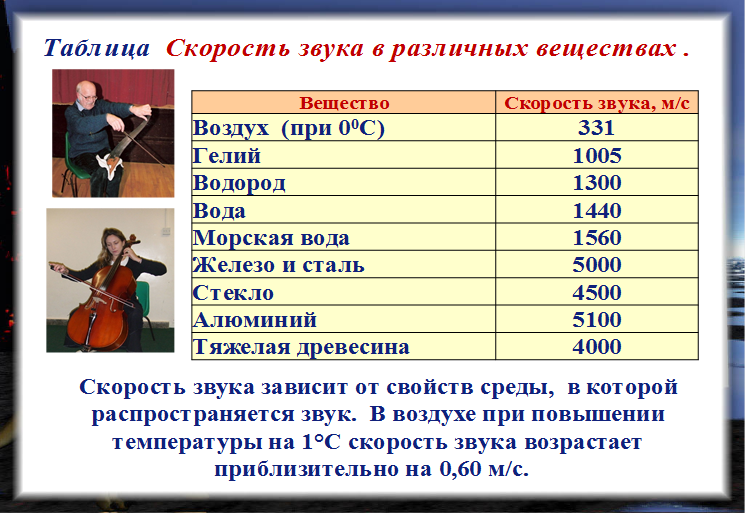 Таблица Скорость звука в различных веществах .
Вещество Скорость звука, м/с
Воздух (при 0⁰С) 331
Гелий 1005
Водород 1300
Вода 1440
Морская вода 1560
Железо и сталь 5000
Стекло 4500
Алюминий 5100
Тяжелая древесина 4000
Скорость звука зависит от свойств среды, в которой
распространяется звук. В воздухе при повышении
температуры на 1°С скорость звука возрастает
приблизительно на 0,60 м/с.